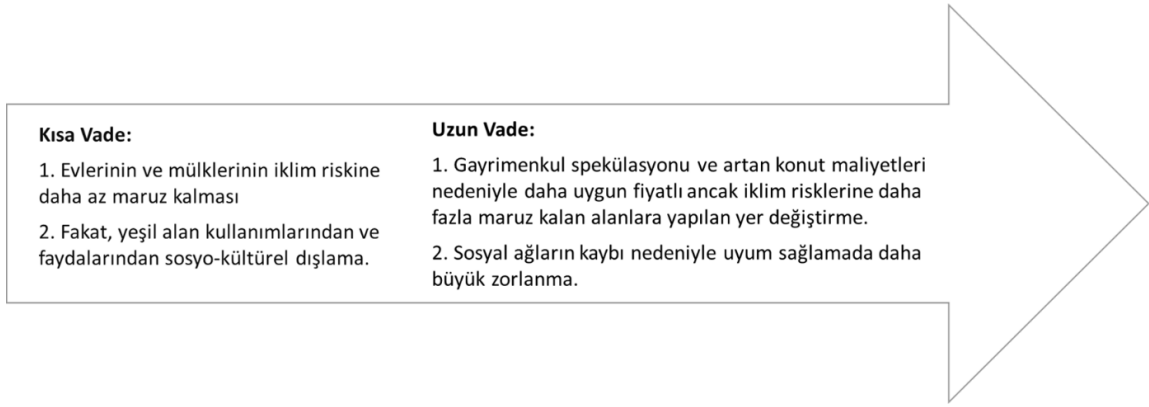 Kısa Vade:
1. Evlerinin ve mülklerinin iklim riskine
daha az maruz kalması
2. Fakat, yeşil alan kullanımlarından ve
faydalarından sosyo-kültürel dışlama.
Uzun Vade:
1. Gayrimenkul spekülasyonu ve artan konut maliyetleri
nedeniyle daha uygun fiyatlı ancak iklim risklerine daha
fazla maruz kalan alanlara yapılan yer değiştirme.
2. Sosyal ağların kaybı nedeniyle uyum sağlamada daha
büyük zorlanma.